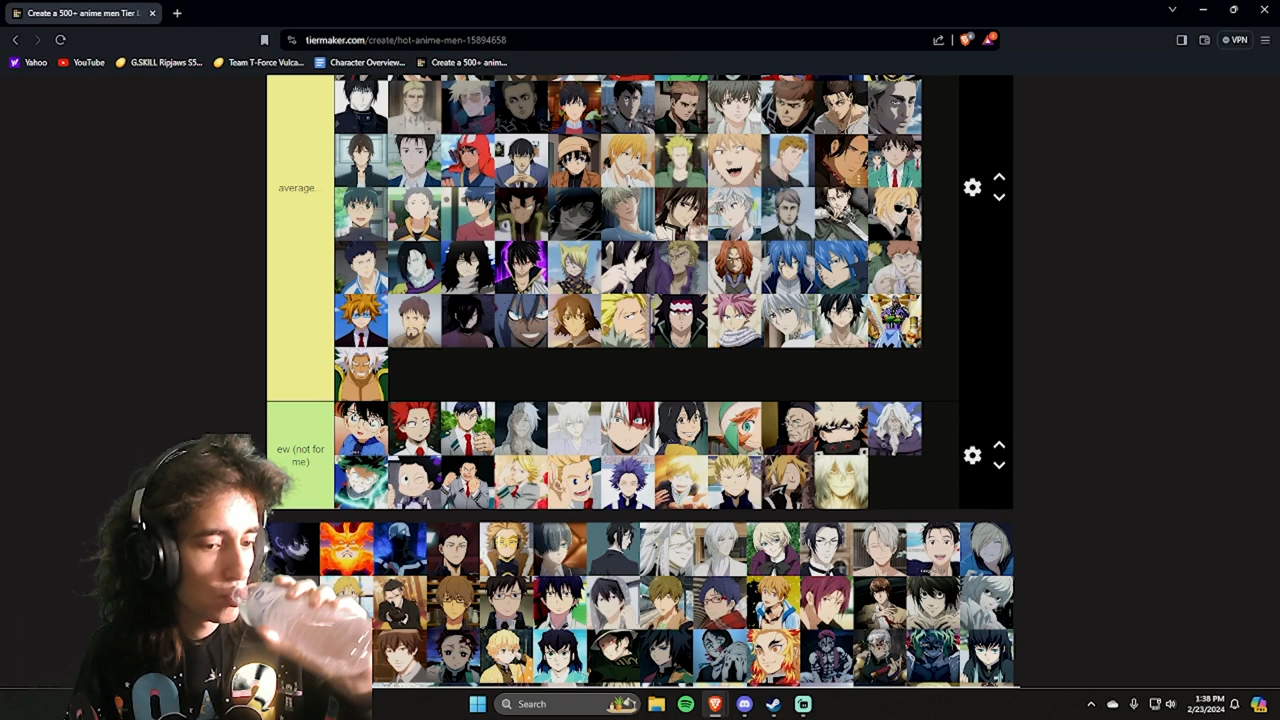 Create a 500+ anime men Tier l
tiermaker.com/create/hot-anime-men-15894658
VPN
Yahoo
YouTube
G.SKILL Ripjaws S5...
Team T-Force Vulca...
Character Overview...
Create a 500+ anim...
average...
ew (not for
me)
Search
1:38 PM
2/23/2024